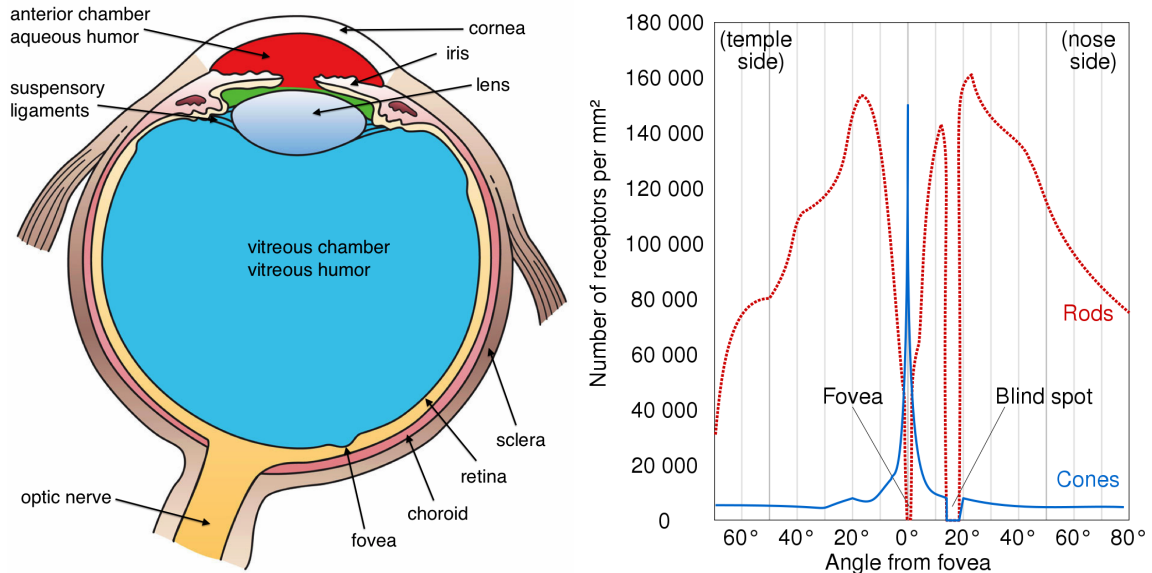 anterior chamber
aqueous humor
suspensory
ligaments
cornea
iris
lens
vitreous chamber
vitreous humor
sclera
retina
choroid
fovea
optic nerve
Number of receptors per mm²
180 000
160 000
140 000
120 000
100 000
80 000
60 000
40 000
20 000
0
(temple
side)
(nose
side)
Rods
Fovea
Blind spot
Cones
60° 40° 20° 0° 20° 40° 60° 80°
Angle from fovea